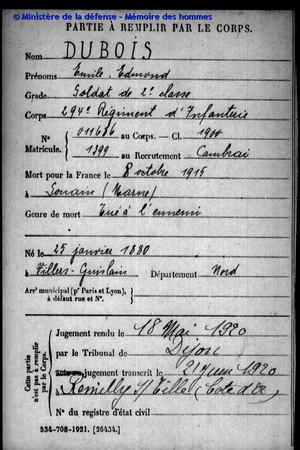 © Ministère de la défense - Mémoire des hommes
PARTIE À REMPLIR PAR LE CORPS.
Nom DUBOIS
Prénoms Emile, Edmond
Grade Soldat de 2e classe
Corps 294e Régiment d'Infanterie
N° 011686 au Corps. — Cl. 1900
Matricule. 1399 au Recrutement Cambrai
Mort pour la France le 8 octobre 1915
à Souain (Marne)
Genre de mort Tué à l'ennemi
Né le 25 janvier 1880
à Villers-Guislain Département Nord
Arrt municipal (pr Paris et Lyon),
à défaut rue et N°.
Cette partie n'est pas à remplir par le Corps.
Jugement rendu le 18 Mai 1920
par le Tribunal de Dijon
jugement transcrit le 21 Juin 1920
Remilly s/ Tille (Côte d'Or)
N° du registre d'état civil
534-708-1921. [26434.]